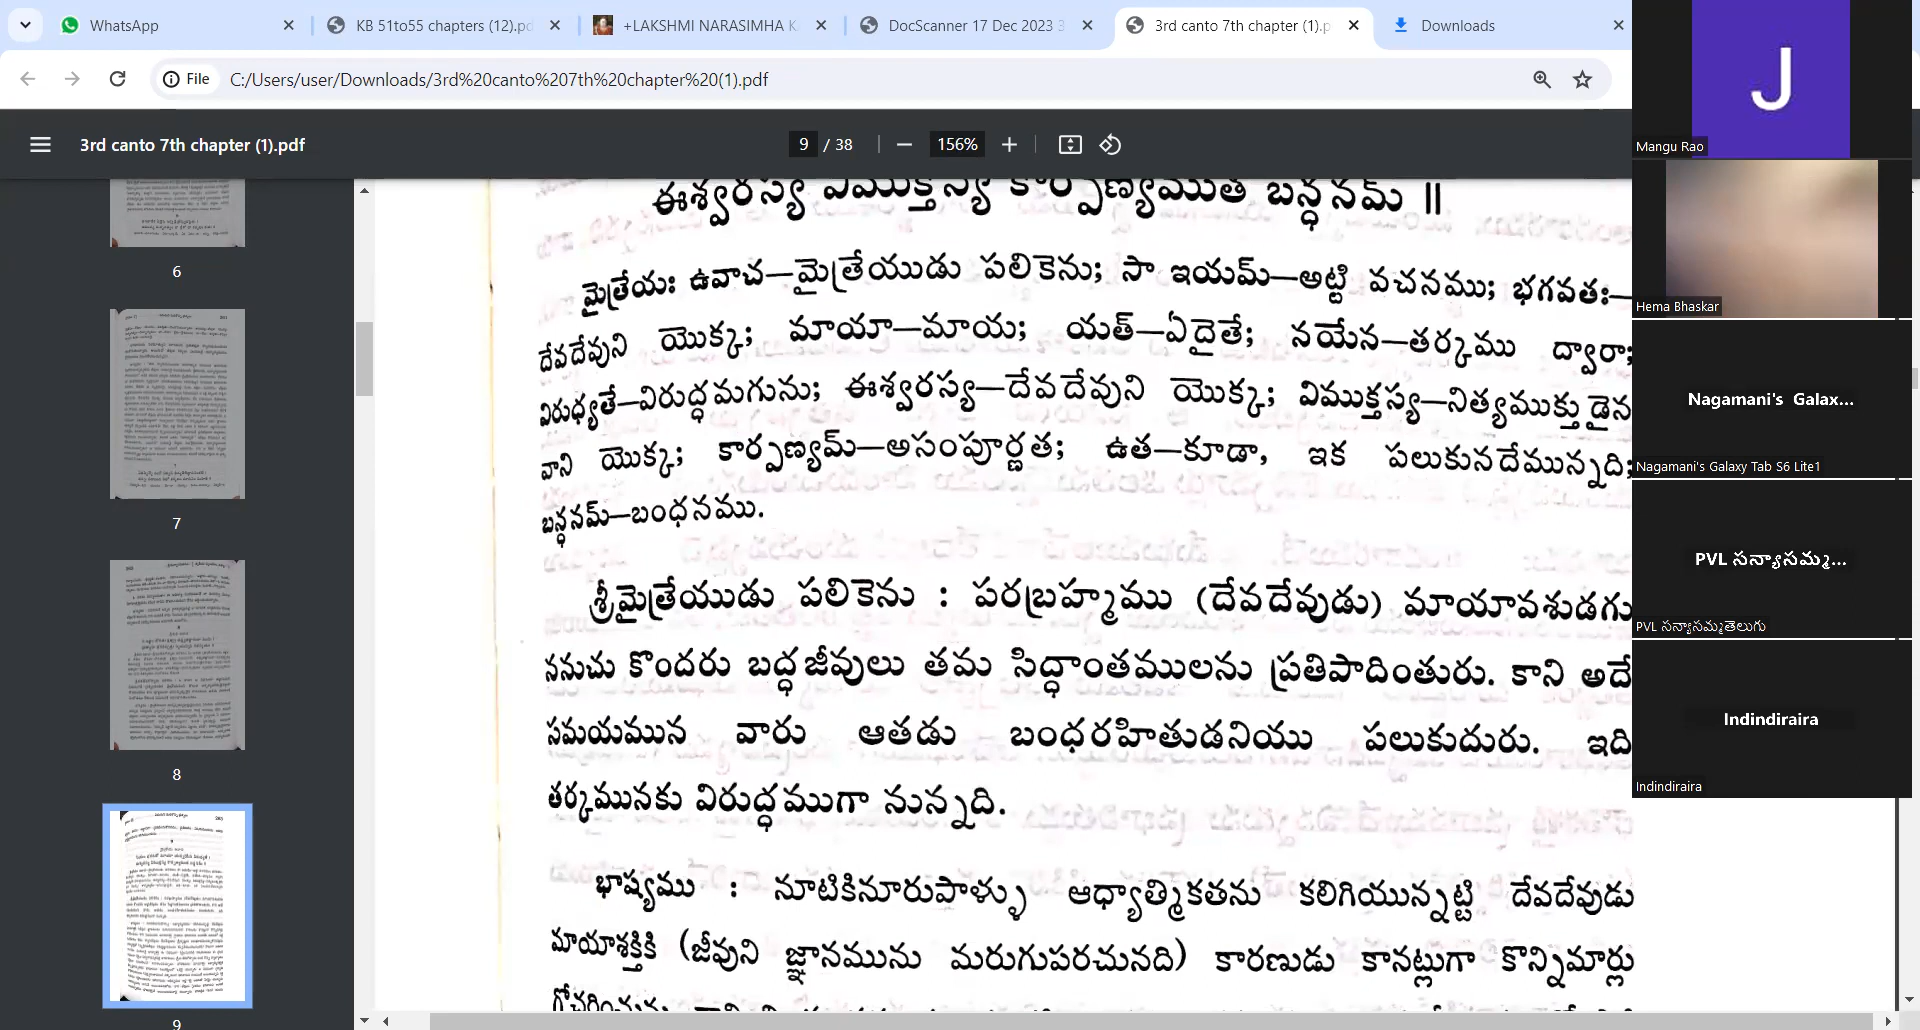 WhatsApp
KB 51to55 chapters (12).pd
+LAKSHMI NARASIMHA K
DocScanner 17 Dec 2023 3
3rd canto 7th chapter (1).p
Downloads
File
C:/Users/user/Downloads/3rd%20canto%207th%20chapter%20(1).pdf
3rd canto 7th chapter (1).pdf
9 / 38
156%
6
7
8
9
ఈశ్వరస్య విముక్తస్య కార్పణ్యముత బన్ధనమ్ ॥
మైత్రేయః ఉవాచ—మైత్రేయుడు పలికెను; సా ఇయమ్—అట్టి వచనము; భగవతః—
దేవదేవుని యొక్క; మాయా—మాయ; యత్—ఏదైతే; నయేన—తర్కము ద్వారా;
విరుధ్యతే—విరుద్ధమగును; ఈశ్వరస్య—దేవదేవుని యొక్క; విముక్తస్య—నిత్యముక్తుడైన
వాని యొక్క; కార్పణ్యమ్—అసంపూర్ణత; ఉత—కూడా, ఇక పలుకునదేమున్నది;
బన్ధనమ్—బంధనము.
శ్రీమైత్రేయుడు పలికెను : పరబ్రహ్మము (దేవదేవుడు) మాయావశుడగు
ననుచు కొందరు బద్ధజీవులు తమ సిద్ధాంతములను ప్రతిపాదింతురు. కాని అదే
సమయమున వారు ఆతడు బంధరహితుడనియు పలుకుదురు. ఇది
తర్కమునకు విరుద్ధముగా నున్నది.
భాష్యము : నూటికినూరుపాళ్ళు ఆధ్యాత్మికతను కలిగియున్నట్టి దేవదేవుడు
మాయాశక్తికి (జీవుని జ్ఞానమును మరుగుపరచునది) కారణుడు కానట్లుగా కొన్నిమార్లు
J
Mangu Rao
Hema Bhaskar
Nagamani's Galax...
Nagamani's Galaxy Tab S6 Lite1
PVL సన్యాసమ్మ...
PVL సన్యాసమ్మతెలుగు
Indindiraira
Indindiraira